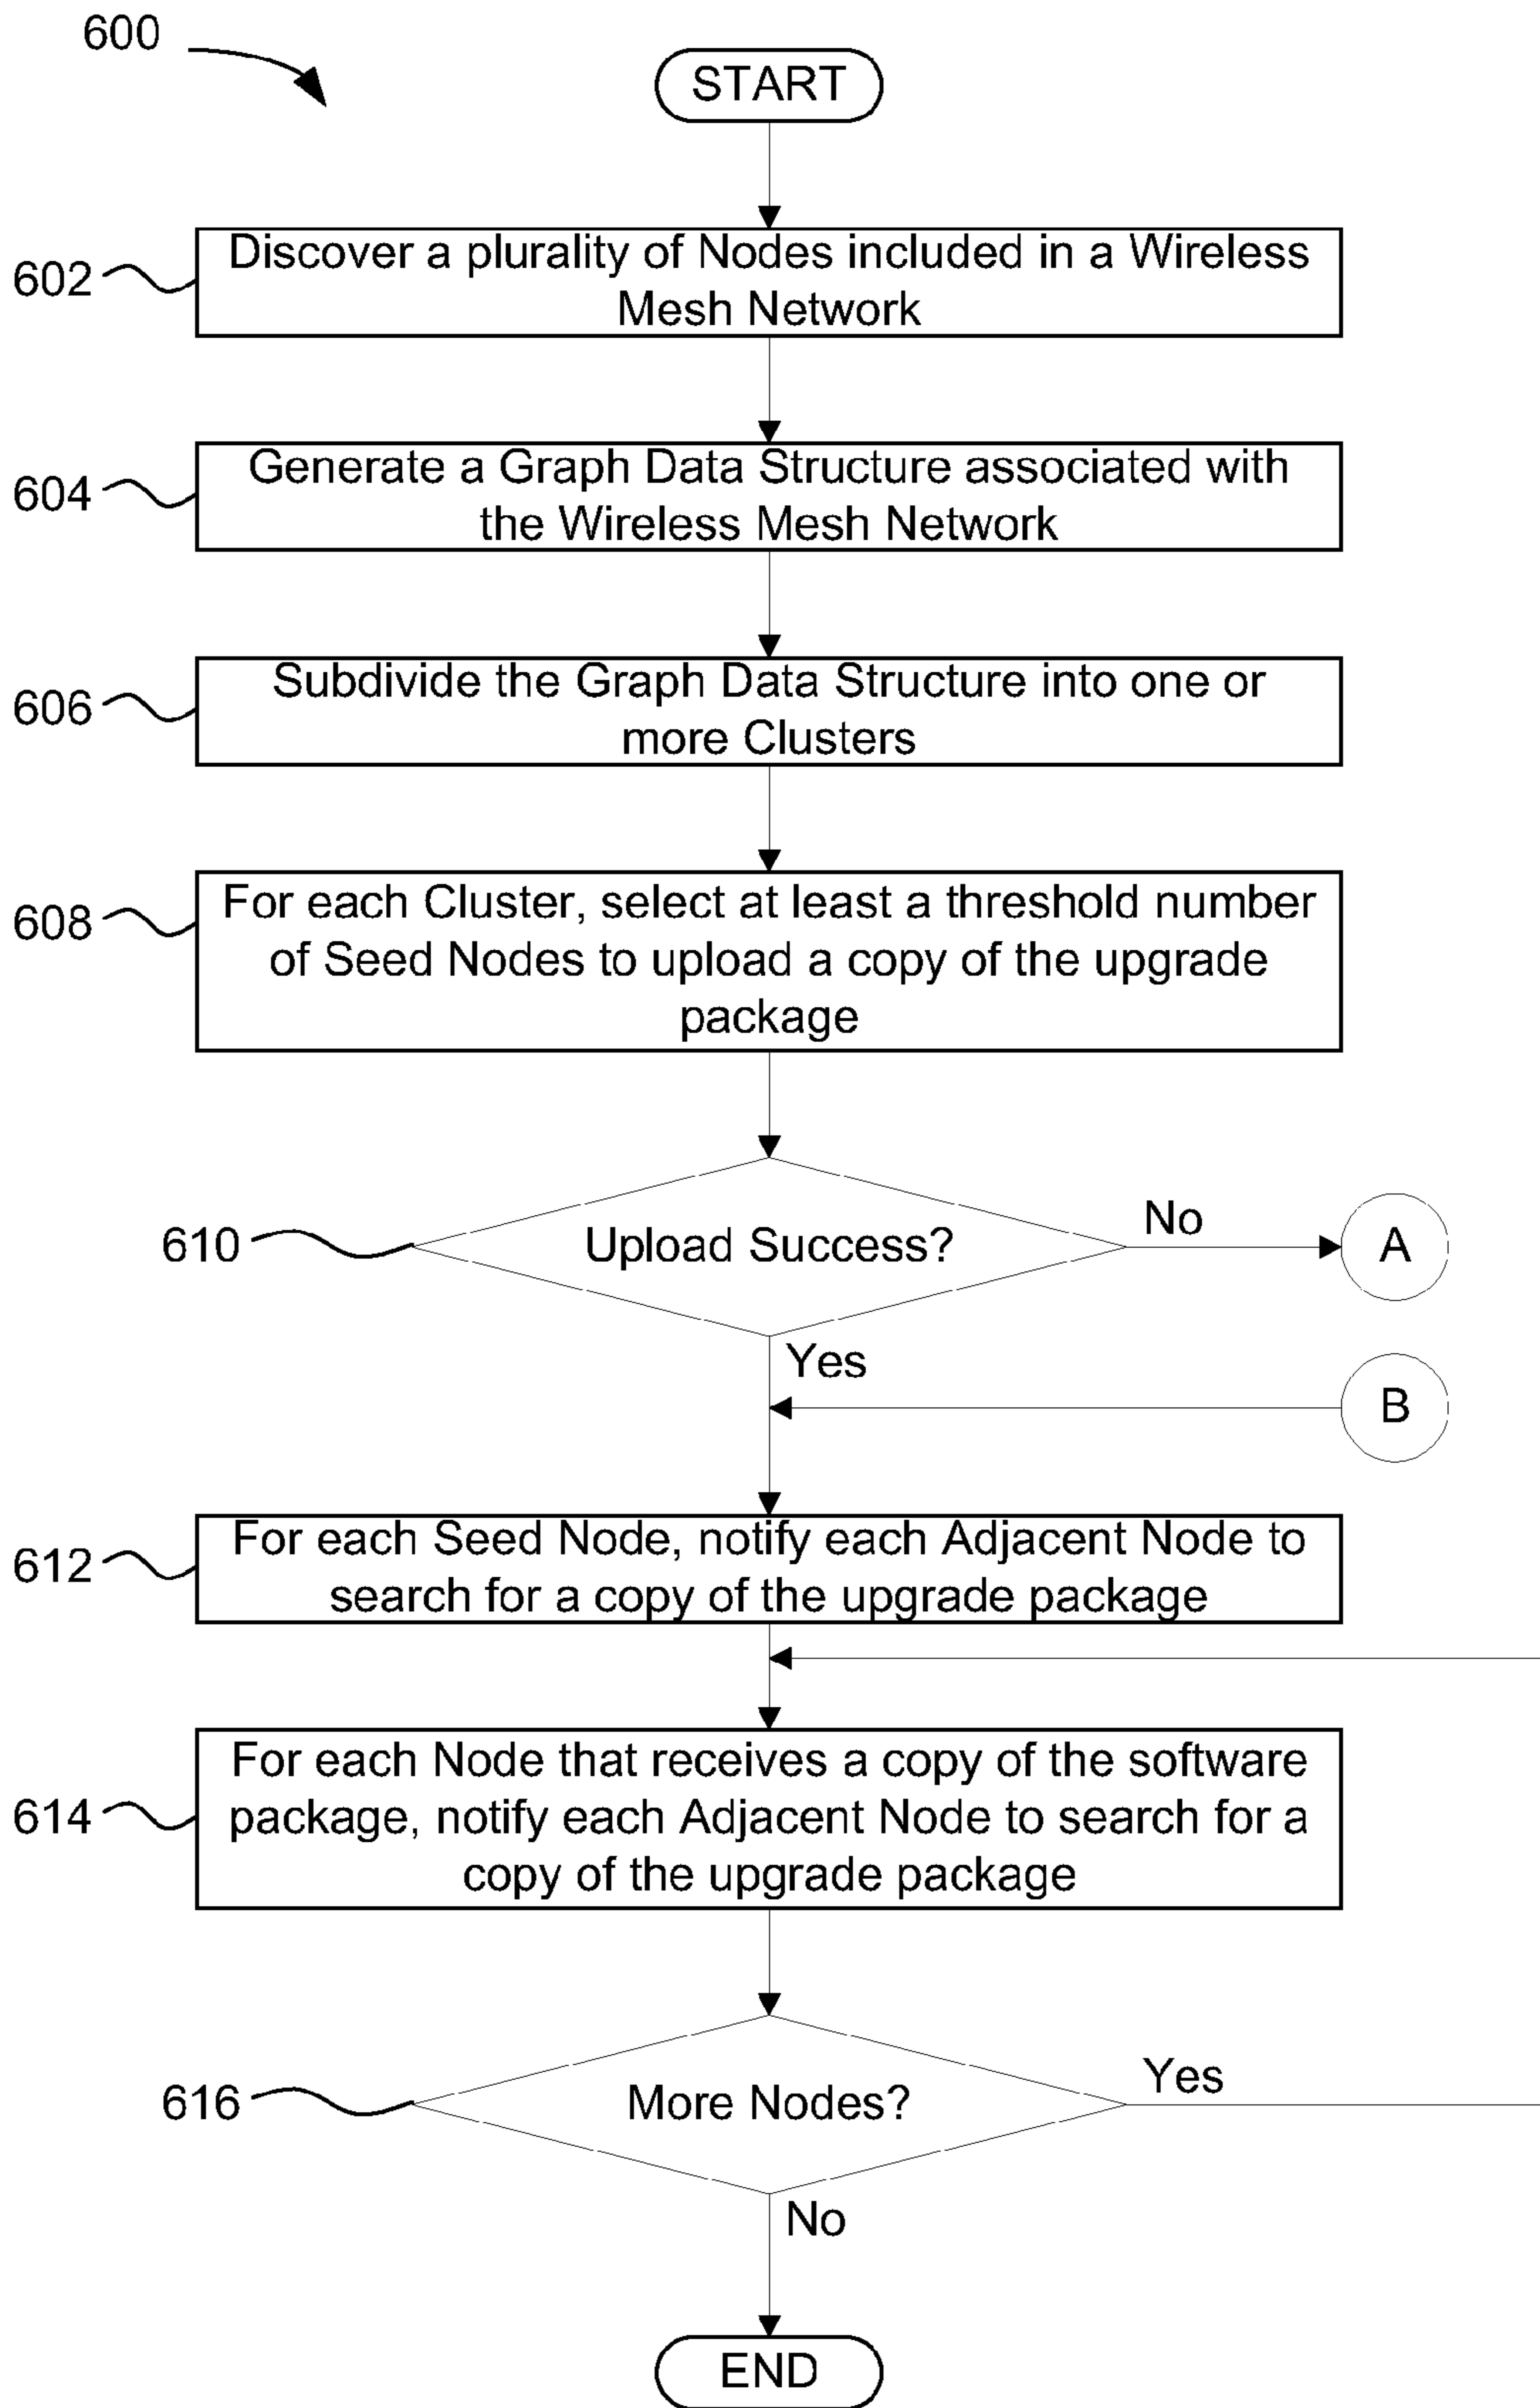 600
START
602
Discover a plurality of Nodes included in a Wireless
Mesh Network
604
Generate a Graph Data Structure associated with
the Wireless Mesh Network
606
Subdivide the Graph Data Structure into one or
more Clusters
608
For each Cluster, select at least a threshold number
of Seed Nodes to upload a copy of the upgrade
package
610
Upload Success?
No
A
Yes
B
612
For each Seed Node, notify each Adjacent Node to
search for a copy of the upgrade package
614
For each Node that receives a copy of the software
package, notify each Adjacent Node to search for a
copy of the upgrade package
616
More Nodes?
Yes
No
END